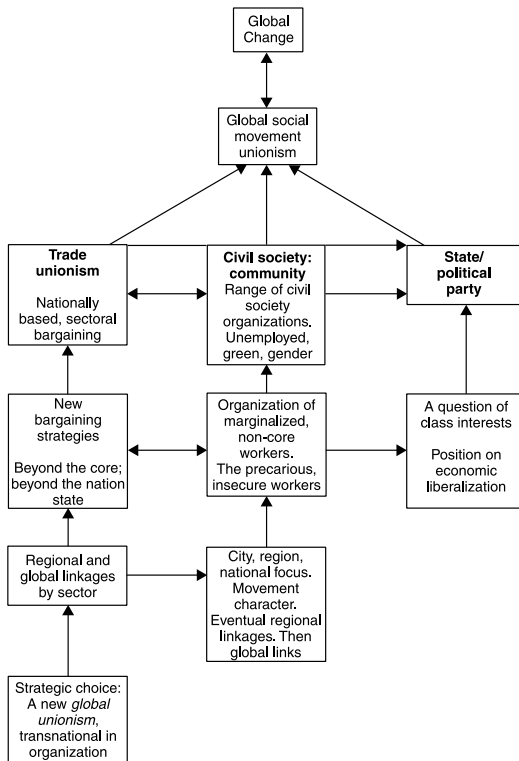 Global
Change
Global social
movement
unionism
Trade
unionism
Nationally
based, sectoral
bargaining
Civil society:
community
Range of civil
society
organizations.
Unemployed,
green, gender
State/
political
party
New
bargaining
strategies
Beyond the core;
beyond the nation
state
Organization of
marginalized,
non-core
workers.
The precarious,
insecure workers
A question of
class interests
Position on
economic
liberalization
Regional and
global linkages
by sector
City, region,
national focus.
Movement
character.
Eventual regional
linkages. Then
global links
Strategic choice:
A new global
unionism,
transnational in
organization